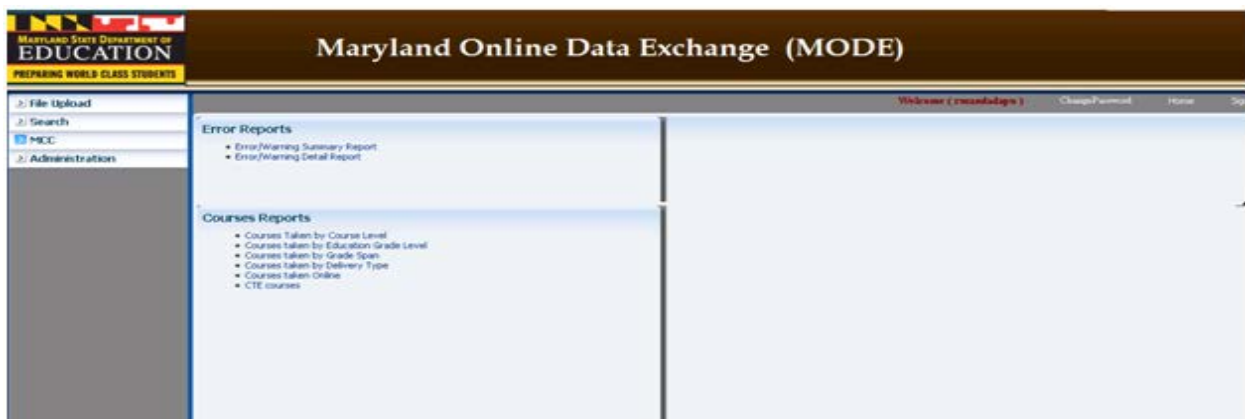 MARYLAND STATE DEPARTMENT OF
EDUCATION
PREPARING WORLD CLASS STUDENTS
Maryland Online Data Exchange (MODE)
File Upload
Search
MCC
Administration
Welcome (
ChangePassword
Home
Error Reports
Error/Warning Summary Report
Error/Warning Detail Report
Courses Reports
Courses Taken by Course Level
Courses taken by Education Grade Level
Courses taken by Grade Span
Courses taken by Delivery Type
Courses taken Online
CTE courses